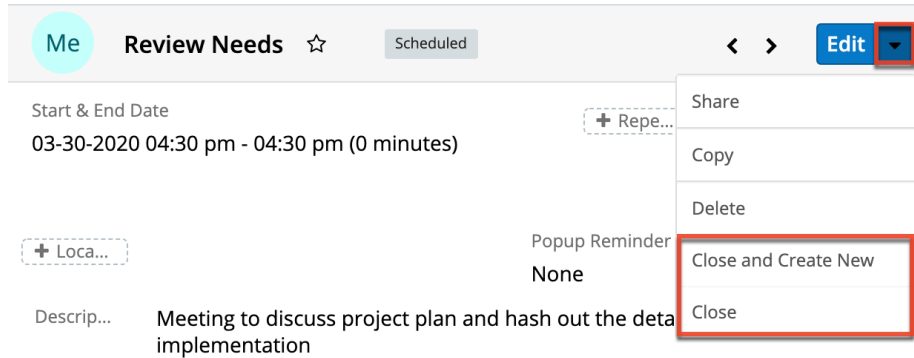 Me Review Needs Scheduled Edit
Start & End Date
+ Repe...
Share
03-30-2020 04:30 pm - 04:30 pm (0 minutes)
Copy
Delete
+ Loca...
Popup Reminder
None
Close and Create New
Close
Descrip...
Meeting to discuss project plan and hash out the
implementation